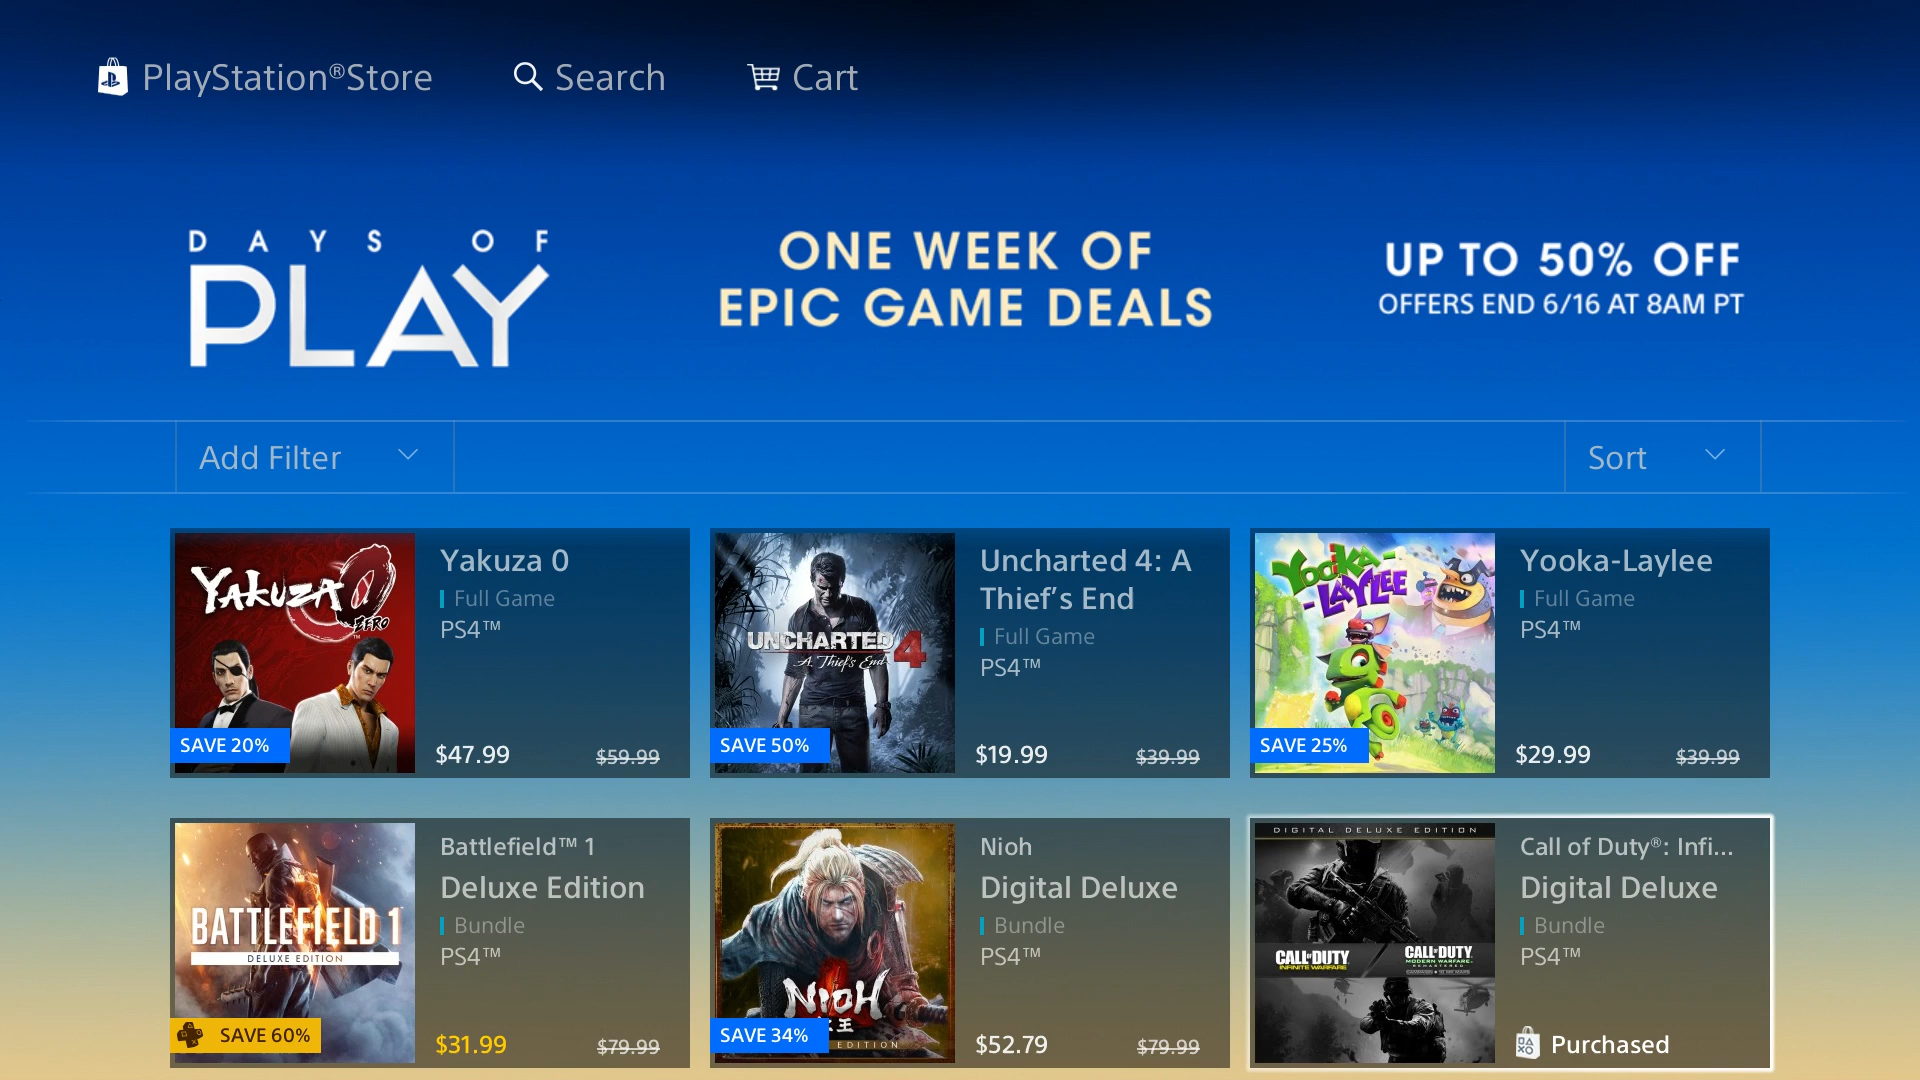 PlayStation®Store
Search
Cart
DAYS OF
PLAY
ONE WEEK OF
EPIC GAME DEALS
UP TO 50% OFF
OFFERS END 6/16 AT 8AM PT
Add Filter
Sort
YAKUZA 0
ZERO
SAVE 20%
Yakuza 0
Full Game
PS4™
$47.99
$59.99
UNCHARTED 4
A Thief's End
SAVE 50%
Uncharted 4: A
Thief's End
Full Game
PS4™
$19.99
$39.99
YOOKA-
-LAYLEE
SAVE 25%
Yooka-Laylee
Full Game
PS4™
$29.99
$39.99
BATTLEFIELD 1
DELUXE EDITION
SAVE 60%
Battlefield™ 1
Deluxe Edition
Bundle
PS4™
$31.99
$79.99
NIOH
王
EDITION
SAVE 34%
Nioh
Digital Deluxe
Bundle
PS4™
$52.79
$79.99
DIGITAL DELUXE EDITION
CALL OF DUTY
INFINITE WARFARE
CALL OF DUTY
MODERN WARFARE
REMASTERED
Call of Duty®: Infi...
Digital Deluxe
Bundle
PS4™
Purchased